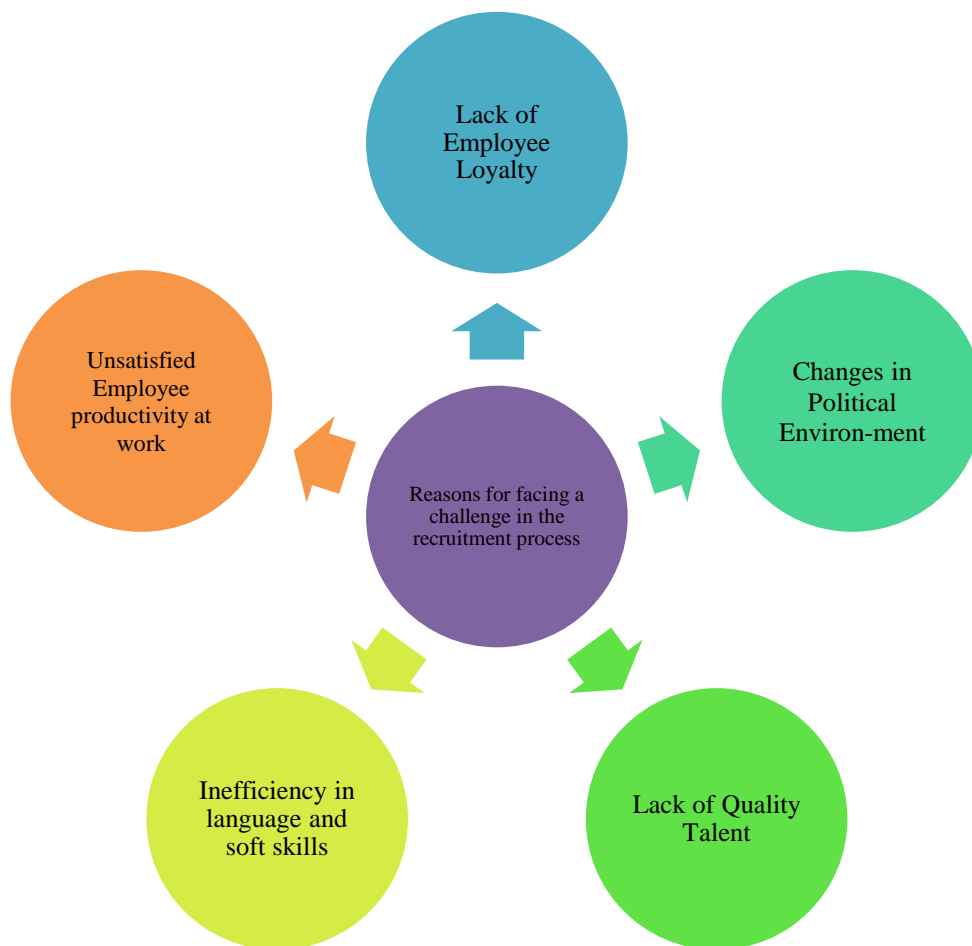 Lack of
Employee
Loyalty
Changes in
Political
Environ-ment
Lack of Quality
Talent
Inefficiency in
language and
soft skills
Unsatisfied
Employee
productivity at
work
Reasons for facing a
challenge in the
recruitment process